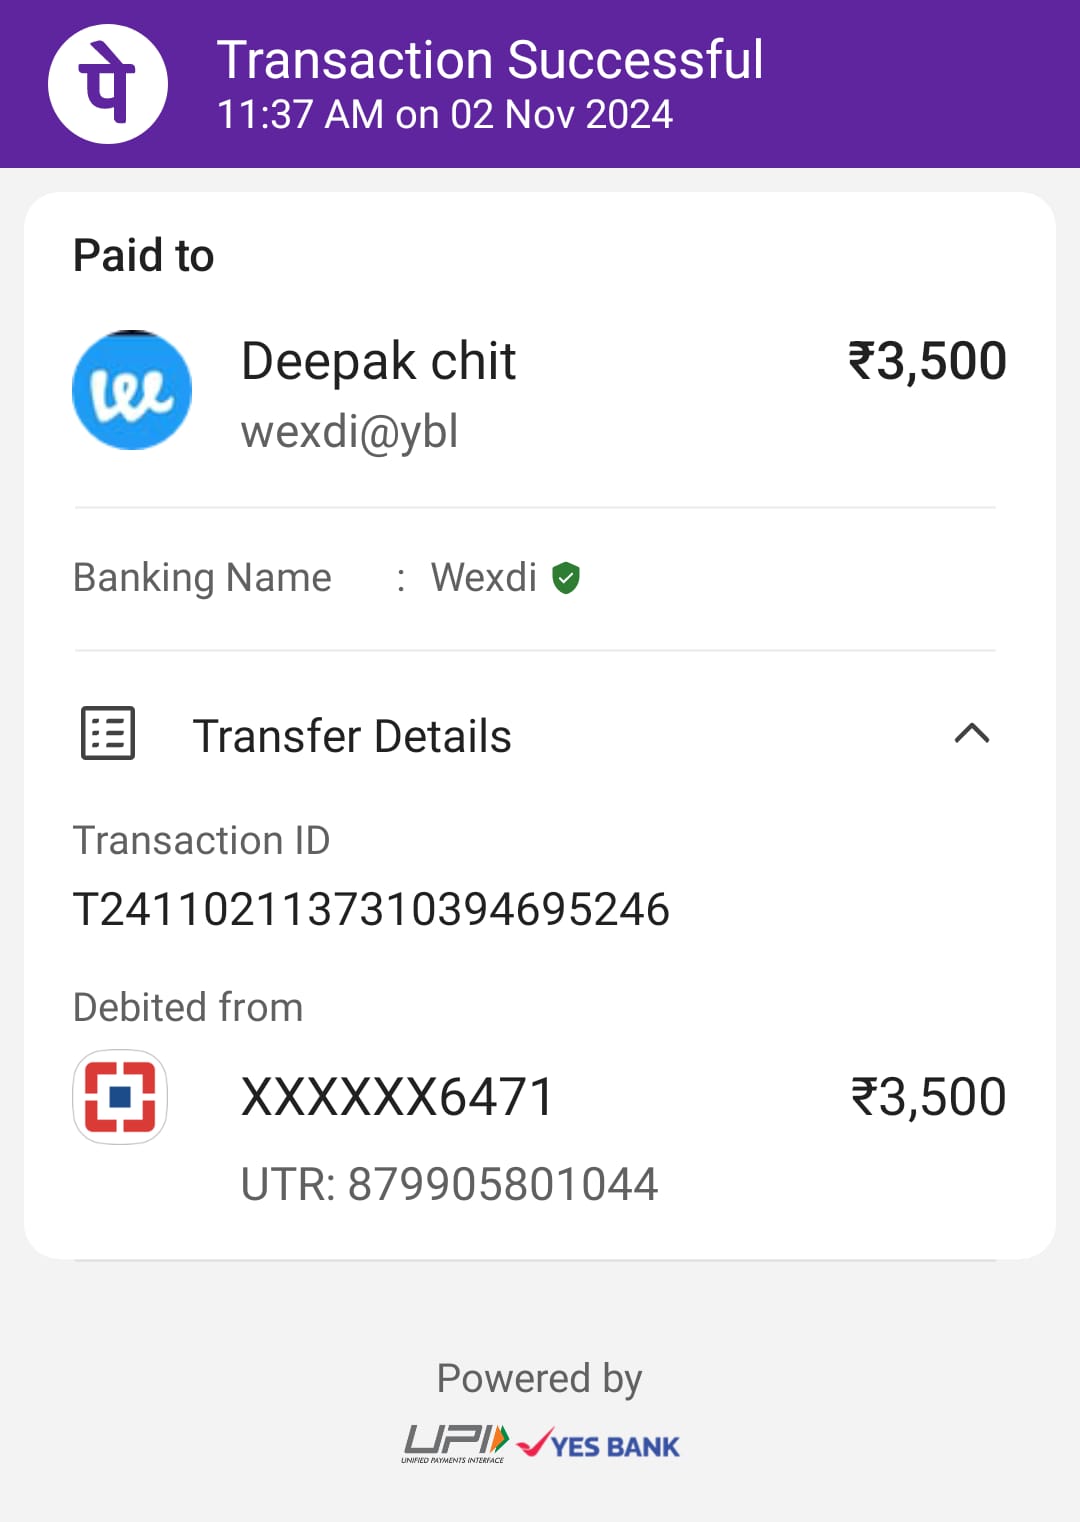 पे
Transaction Successful
11:37 AM on 02 Nov 2024
Paid to
we
Deepak chit
₹3,500
wexdi@ybl
Banking Name : Wexdi
Transfer Details
Transaction ID
T2411021137310394695246
Debited from
XXXXXX6471
₹3,500
UTR: 879905801044
Powered by
UPI
UNIFIED PAYMENTS INTERFACE
YES BANK